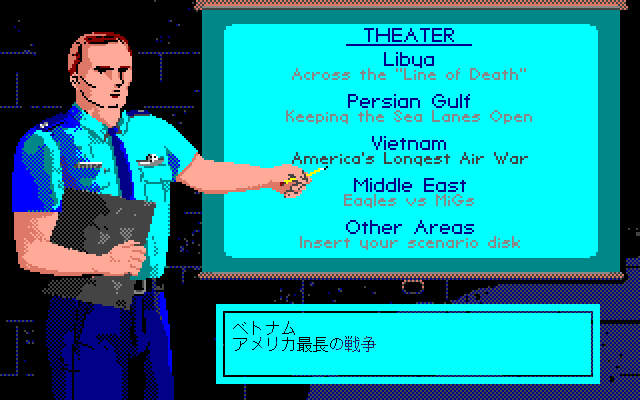 THEATER
Libya
Across the "Line of Death"
Persian Gulf
Keeping the Sea Lanes Open
Vietnam
America's Longest Air War
Middle East
Eagles vs MiGs
Other Areas
Insert your scenario disk
ベトナム
アメリカ最長の戦争